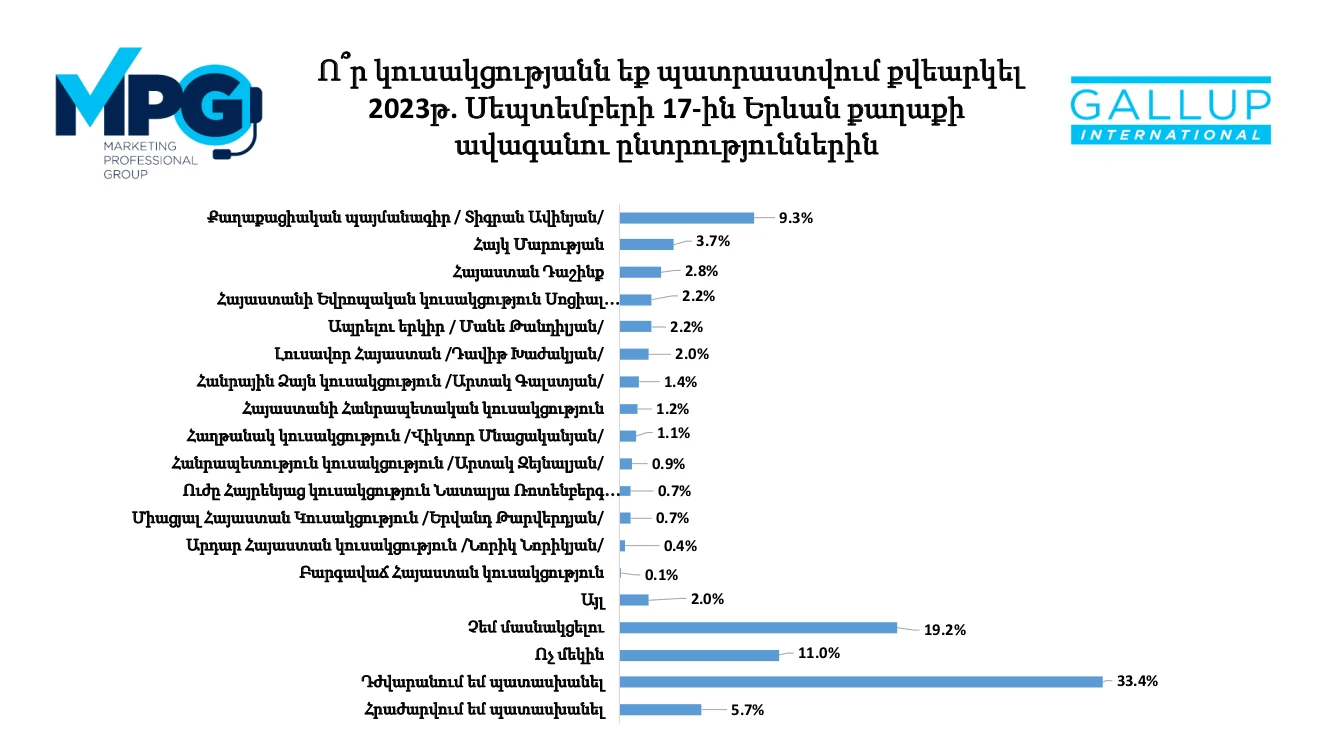 MPG
MARKETING
PROFESSIONAL
GROUP
Ո՞ր կուսակցությանն եք պատրաստվում քվեարկել
2023թ. Սեպտեմբերի 17-ին Երևան քաղաքի
ավագանու ընտրություններին
GALLUP
INTERNATIONAL
Քաղաքացիական պայմանագիր / Տիգրան Ավինյան/ 9.3%
Հայկ Մարության 3.7%
Հայաստան Դաշինք 2.8%
Հայաստանի Եվրոպական կուսակցություն Սոցիալ… 2.2%
Ապրելու երկիր / Մանե Թանդիլյան/ 2.2%
Լուսավոր Հայաստան /Դավիթ Խաժակյան/ 2.0%
Հանրային Ձայն կուսակցություն /Արտակ Գալստյան/ 1.4%
Հայաստանի Հանրապետական կուսակցություն 1.2%
Հաղթանակ կուսակցություն /Վիկտոր Մնացականյան/ 1.1%
Հանրապետություն կուսակցություն /Արտակ Զեյնալյան/ 0.9%
Ուժը Հայրենյաց կուսակցություն Նատալյա Ռոտենբերգ… 0.7%
Միացյալ Հայաստան Կուսակցություն /Երվանդ Թարվերդյան/ 0.7%
Արդար Հայաստան կուսակցություն /Նորիկ Նորիկյան/ 0.4%
Բարգավաճ Հայաստան կուսակցություն 0.1%
Այլ 2.0%
Չեմ մասնակցելու 19.2%
Ոչ մեկին 11.0%
Դժվարանում եմ պատասխանել 33.4%
Հրաժարվում եմ պատասխանել 5.7%